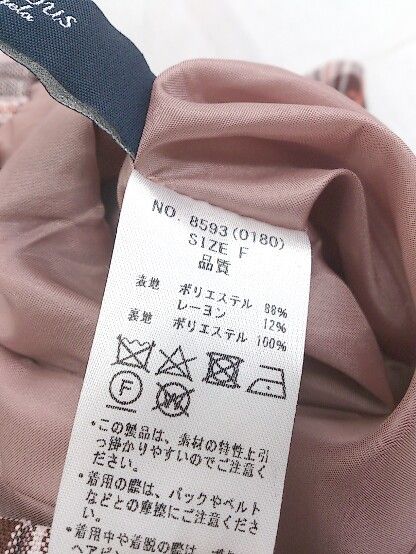 NO. 8593(0180)
SIZE F
品質
表地 ポリエステル 88%
レーヨン 12%
裏地 ポリエステル 100%
F
W
*この製品は、素材の特性上引
っ掛かりやすいのでご注意く
ださい。
*着用の際は、バックやベルト
などとの摩擦にご注意くださ
い。
*着用中や着脱の際は、